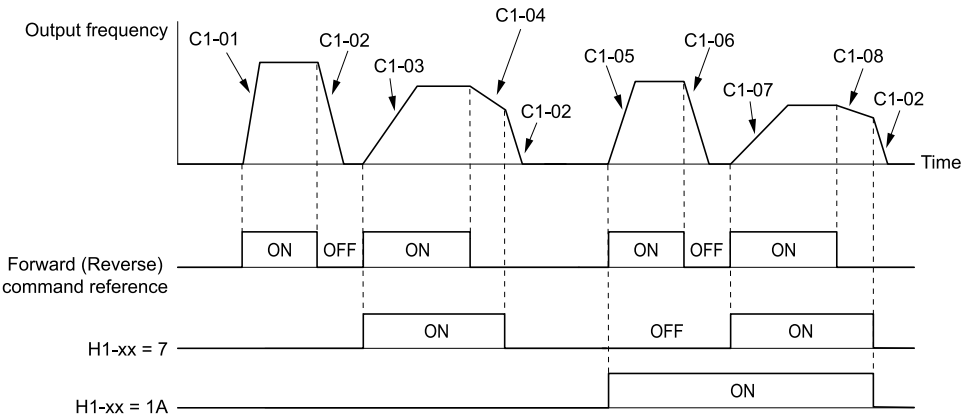 Output frequency
C1-01
C1-02
C1-03
C1-04
C1-02
C1-05
C1-06
C1-07
C1-08
C1-02
Time
Forward (Reverse)
command reference
ON
OFF
ON
ON
OFF
ON
H1-xx = 7
ON
OFF
ON
H1-xx = 1A
ON